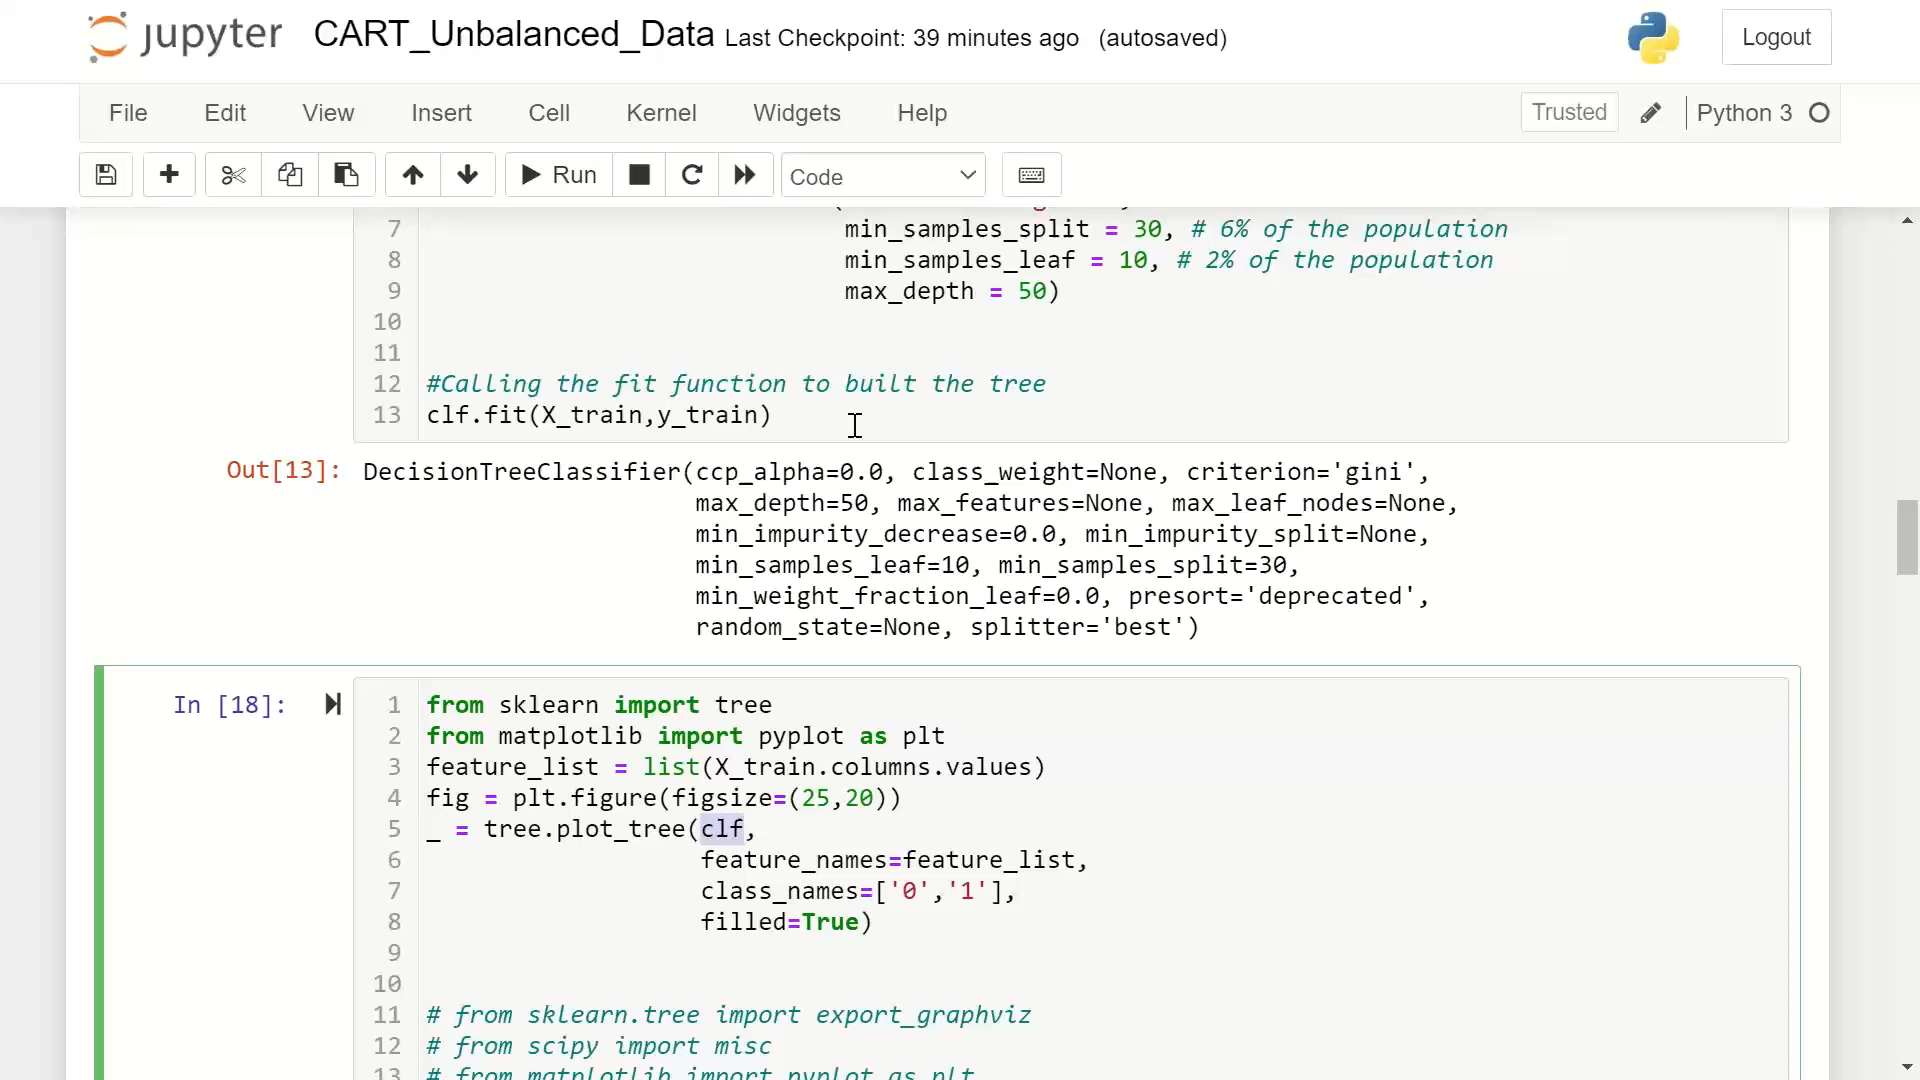 jupyter CART_Unbalanced_Data Last Checkpoint: 39 minutes ago (autosaved) Logout
File Edit View Insert Cell Kernel Widgets Help Trusted Python 3
Run Code
7 min_samples_split = 30, # 6% of the population
8 min_samples_leaf = 10, # 2% of the population
9 max_depth = 50)
10
11
12 #Calling the fit function to built the tree
13 clf.fit(X_train,y_train)
Out[13]: DecisionTreeClassifier(ccp_alpha=0.0, class_weight=None, criterion='gini',
max_depth=50, max_features=None, max_leaf_nodes=None,
min_impurity_decrease=0.0, min_impurity_split=None,
min_samples_leaf=10, min_samples_split=30,
min_weight_fraction_leaf=0.0, presort='deprecated',
random_state=None, splitter='best')
In [18]: 1 from sklearn import tree
2 from matplotlib import pyplot as plt
3 feature_list = list(X_train.columns.values)
4 fig = plt.figure(figsize=(25,20))
5 _ = tree.plot_tree(clf,
6 feature_names=feature_list,
7 class_names=['0','1'],
8 filled=True)
9
10
11 # from sklearn.tree import export_graphviz
12 # from scipy import misc
13 # from matplotlib import pyplot as plt